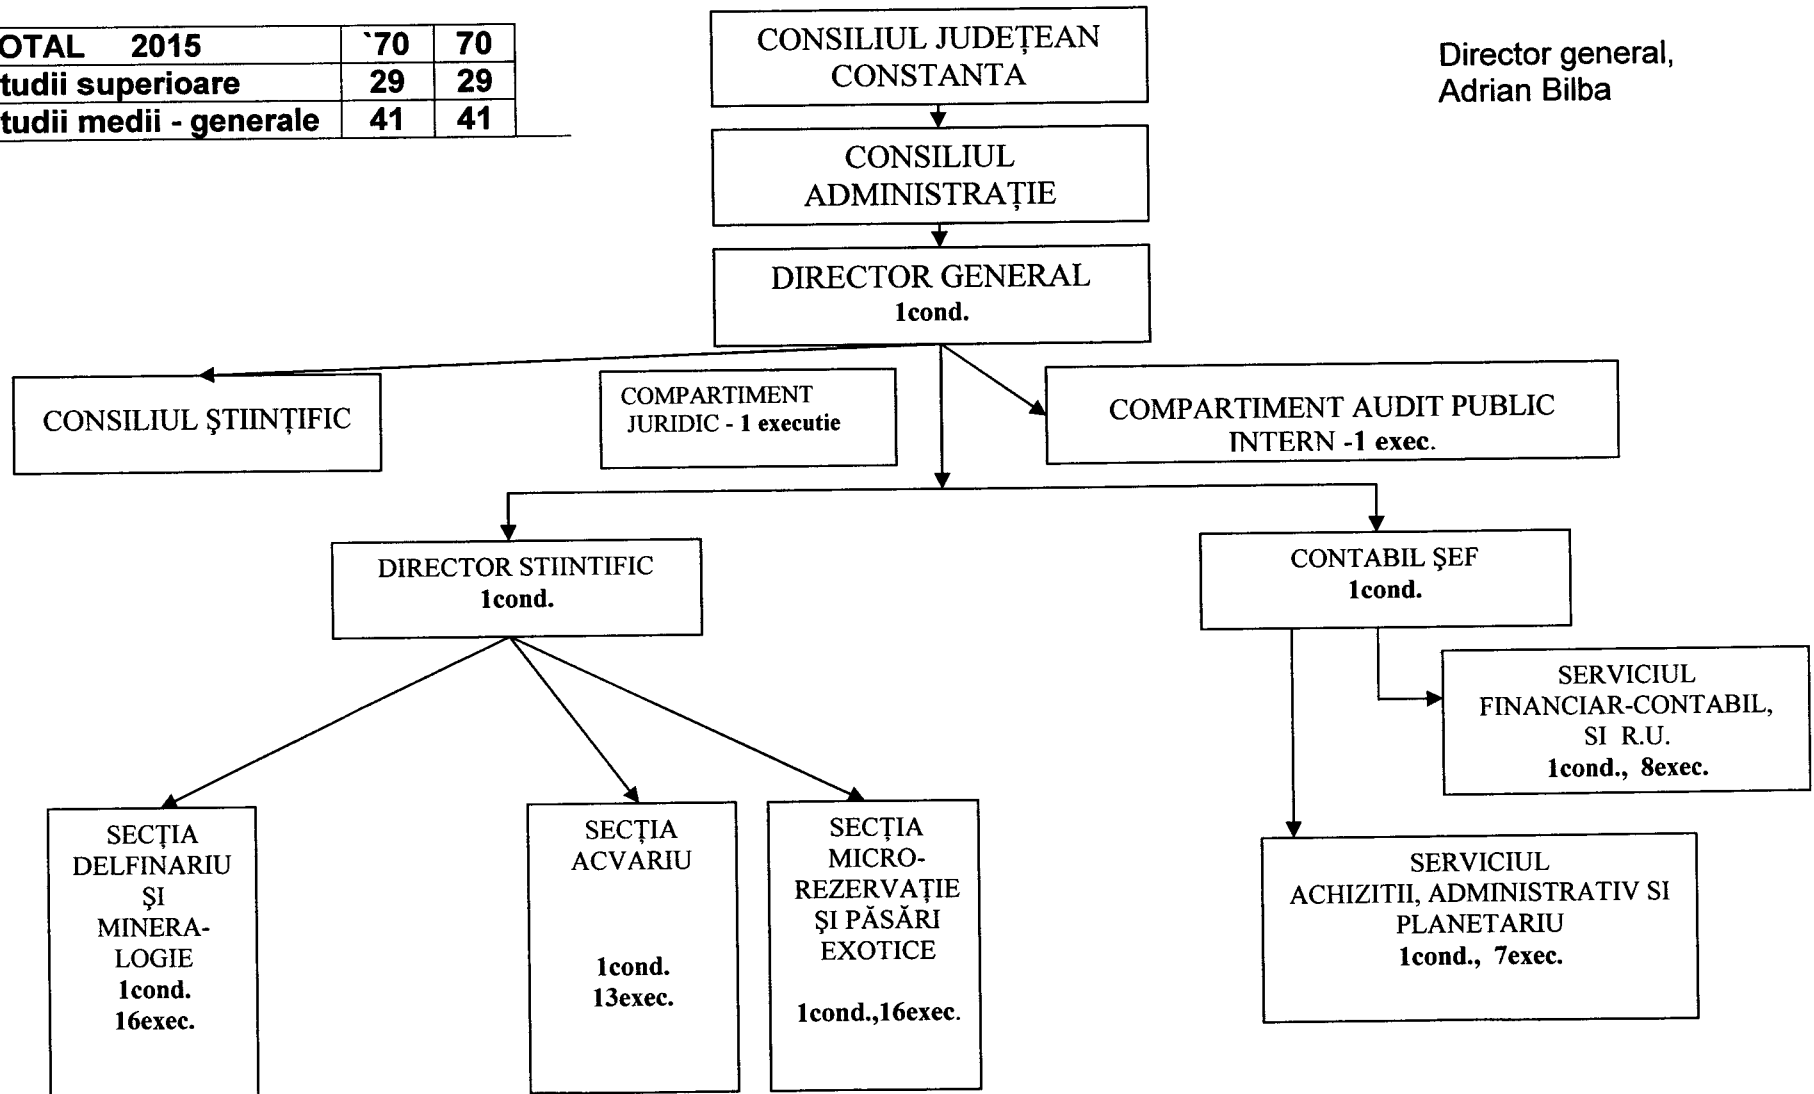 OTAL 2015 `70 70
tudii superioare 29 29
tudii medii - generale 41 41
CONSILIUL JUDEȚEAN
CONSTANTA
Director general,
Adrian Bilba
CONSILIUL
ADMINISTRAȚIE
DIRECTOR GENERAL
1cond.
CONSILIUL ŞTIINȚIFIC
COMPARTIMENT
JURIDIC - 1 executie
COMPARTIMENT AUDIT PUBLIC
INTERN -1 exec.
DIRECTOR STIINTIFIC
1cond.
CONTABIL ŞEF
1cond.
SERVICIUL
FINANCIAR-CONTABIL,
SI R.U.
1cond., 8exec.
SECȚIA
DELFINARIU
ŞI
MINERA-
LOGIE
1cond.
16exec.
SECȚIA
ACVARIU
1cond.
13exec.
SECȚIA
MICRO-
REZERVAȚIE
ŞI PĂSĂRI
EXOTICE
1cond.,16exec.
SERVICIUL
ACHIZITII, ADMINISTRATIV SI
PLANETARIU
1cond., 7exec.